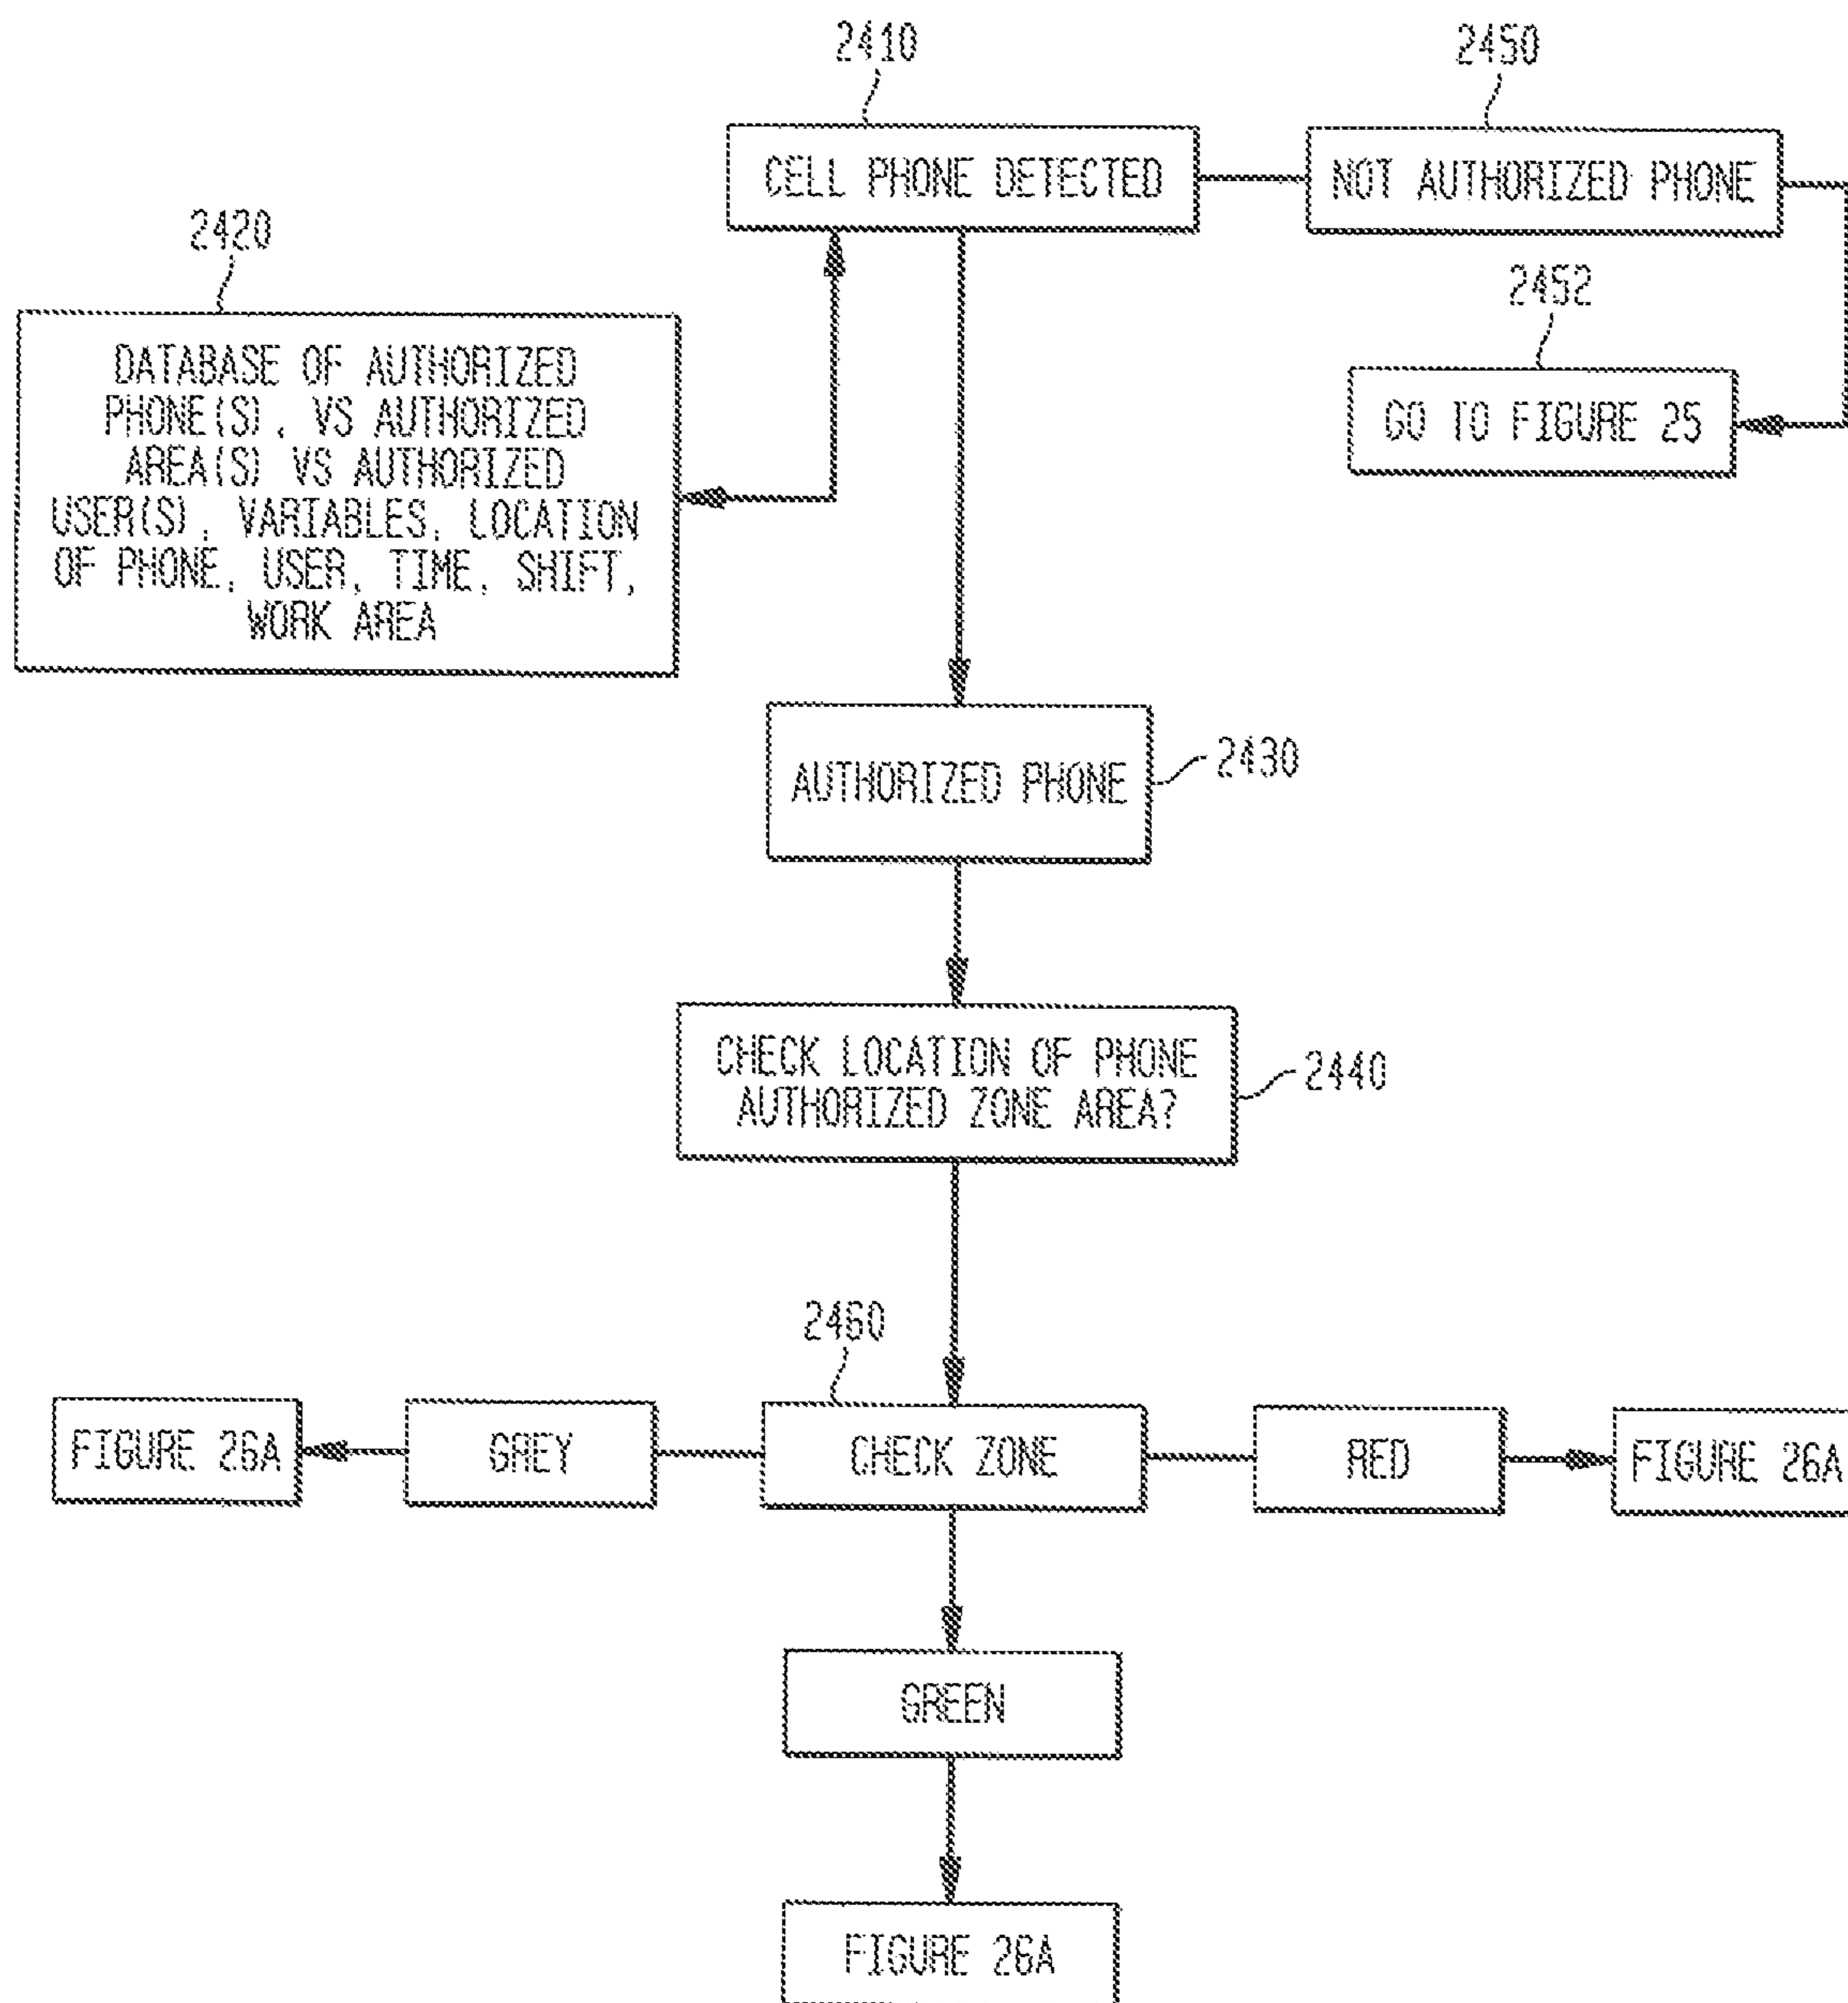 2410
2450
CELL PHONE DETECTED
NOT AUTHORIZED PHONE
2420
2452
DATABASE OF AUTHORIZED
PHONE(S), VS AUTHORIZED
AREA(S) VS AUTHORIZED
USER(S), VARIABLES, LOCATION
OF PHONE, USER, TIME, SHIFT,
WORK AREA
GO TO FIGURE 25
AUTHORIZED PHONE
2430
CHECK LOCATION OF PHONE
AUTHORIZED ZONE AREA?
2440
2460
FIGURE 26A
GREY
CHECK ZONE
RED
FIGURE 26A
GREEN
FIGURE 26A